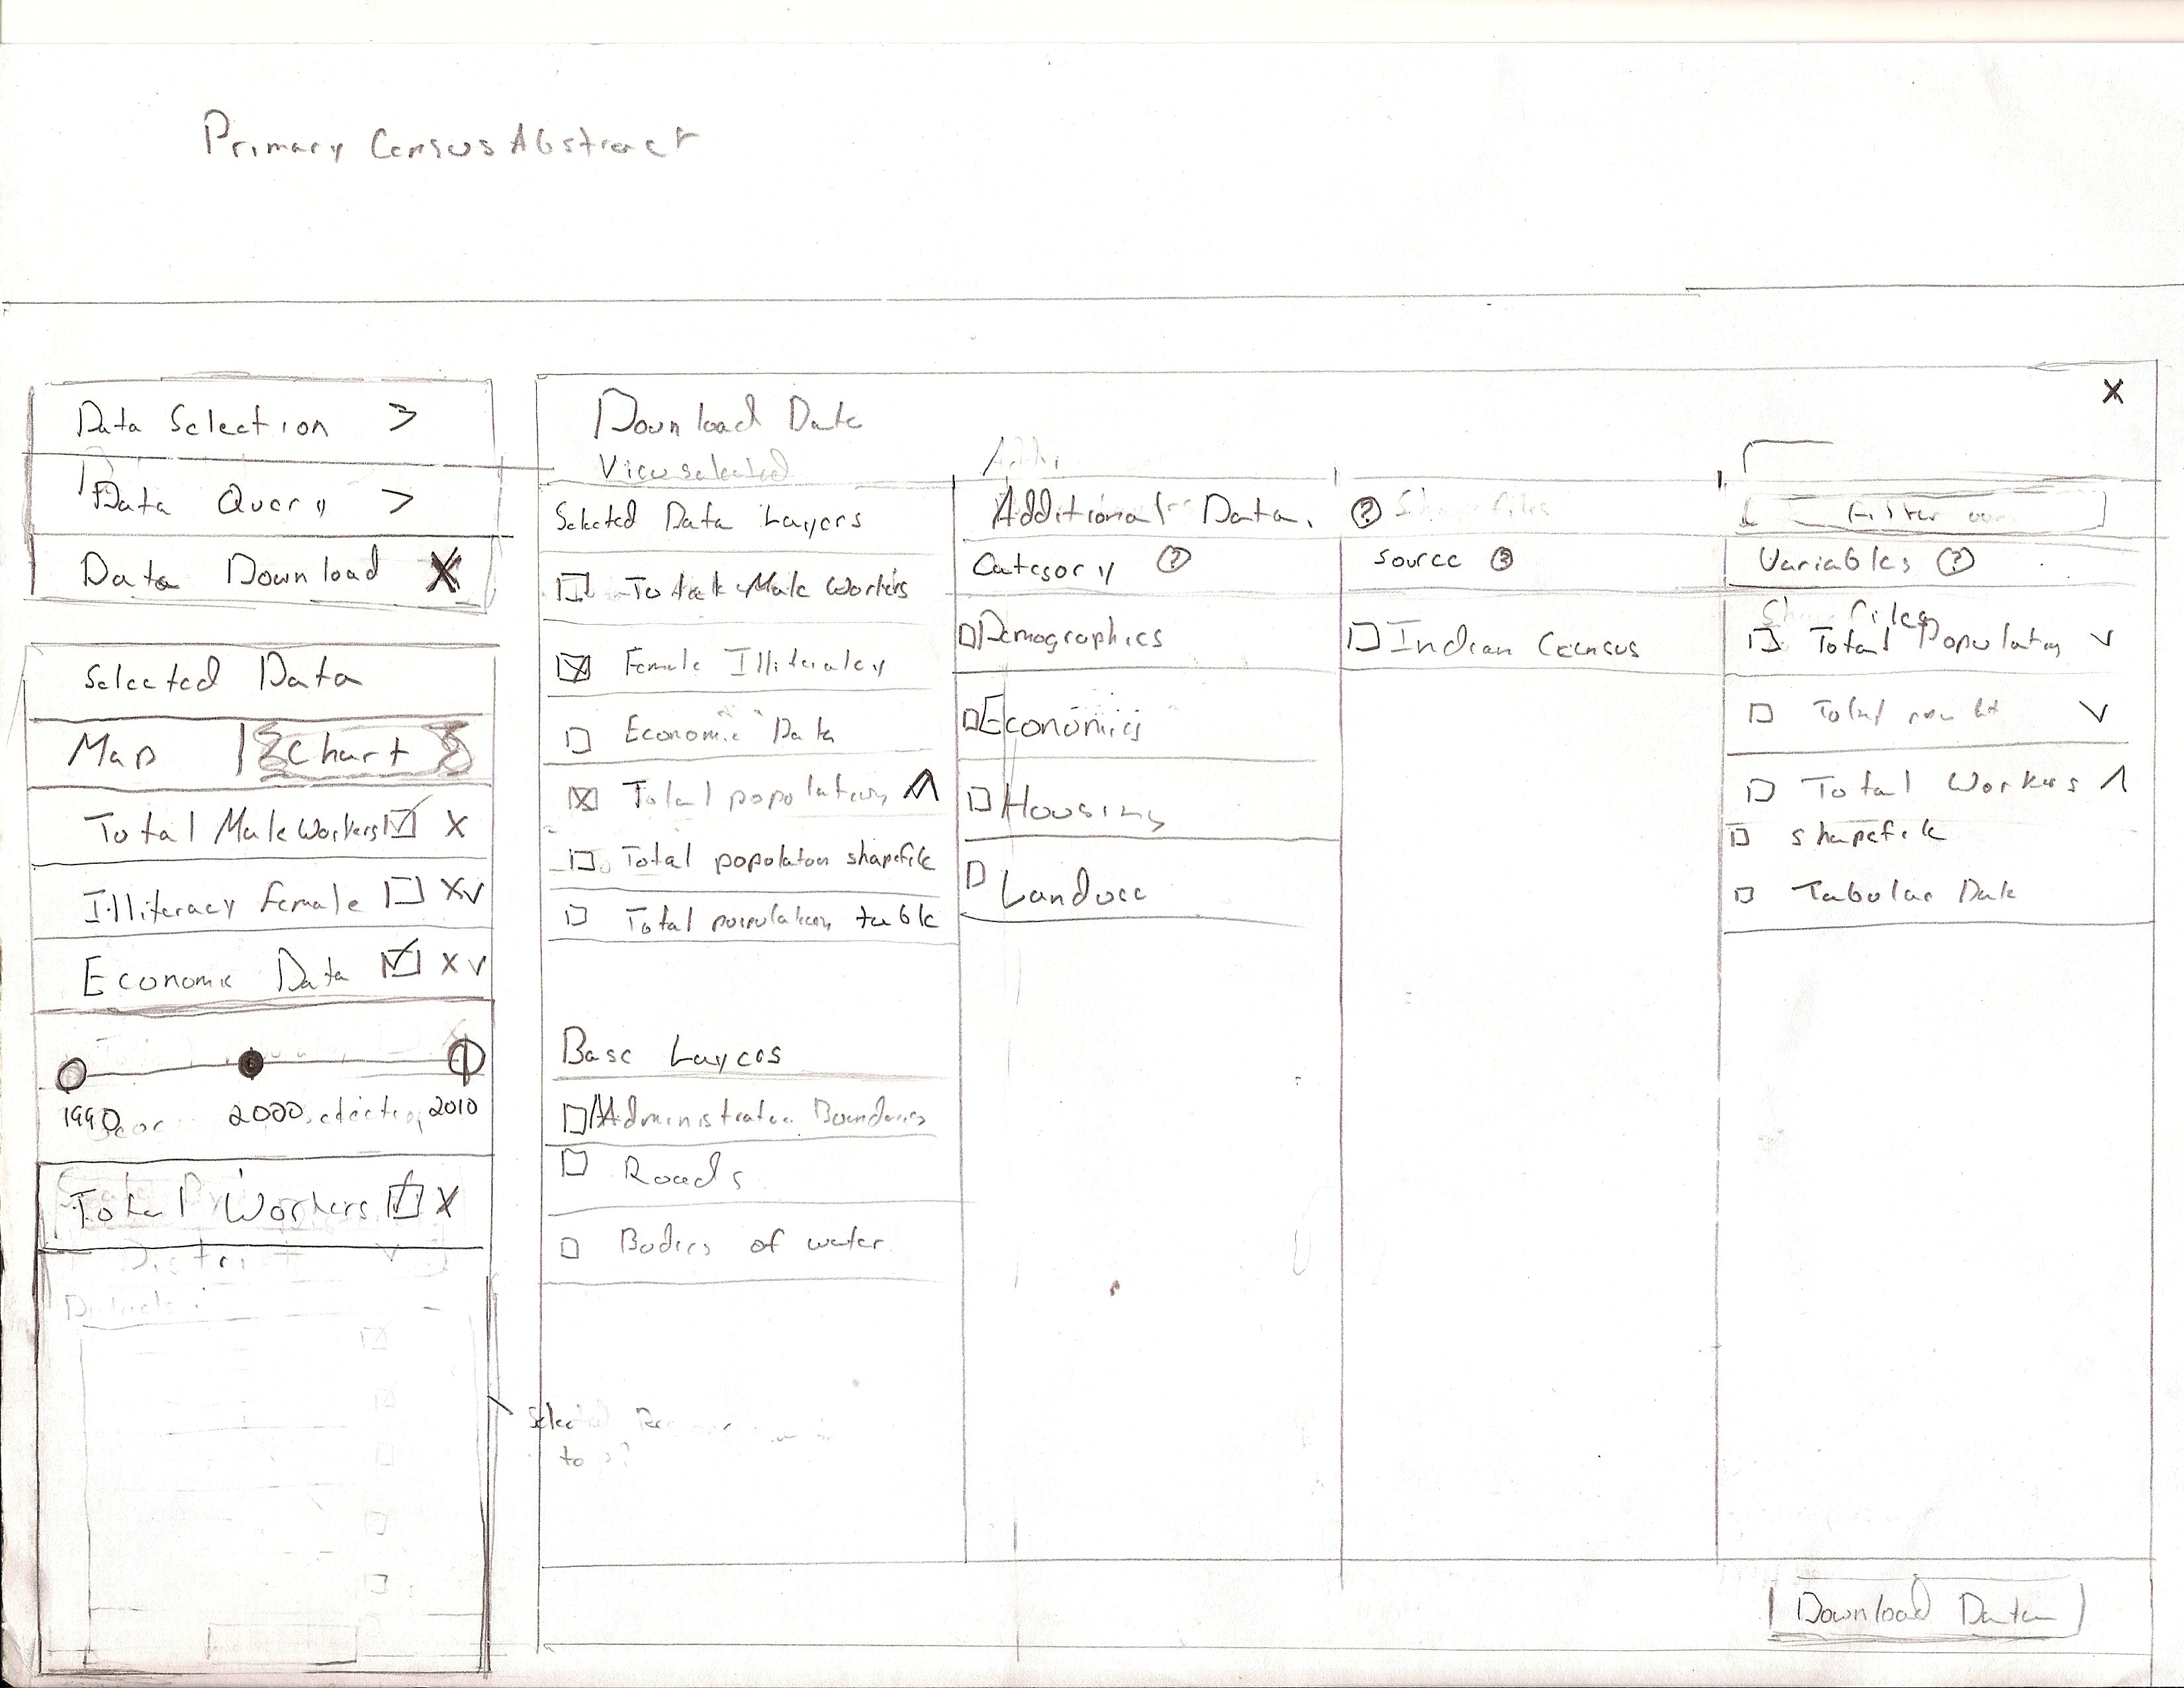 Primary Census Abstract
Data Selection >
Data Query >
Data Download X
Selected Data
Map | Chart
Total Male Workers X
Illiteracy female X v
Economic Data X v
1990 2000 2010
Total Workers X
Download Data X
View selected
Selected Data Layers
Total Male Workers
Female Illiteracy
Economic Data
Total population ^
Total population shapefile
Total population table
Base Layers
Administrative Boundaries
Roads
Bodies of water
Additional Data.
Category ?
Demographics
Economics
Housing
Landuse
? Shapefiles
Source ?
Indian Census
Filter
Variables ?
Total Population v
Total v
Total Workers ^
shapefile
Tabular Data
to
Download Data